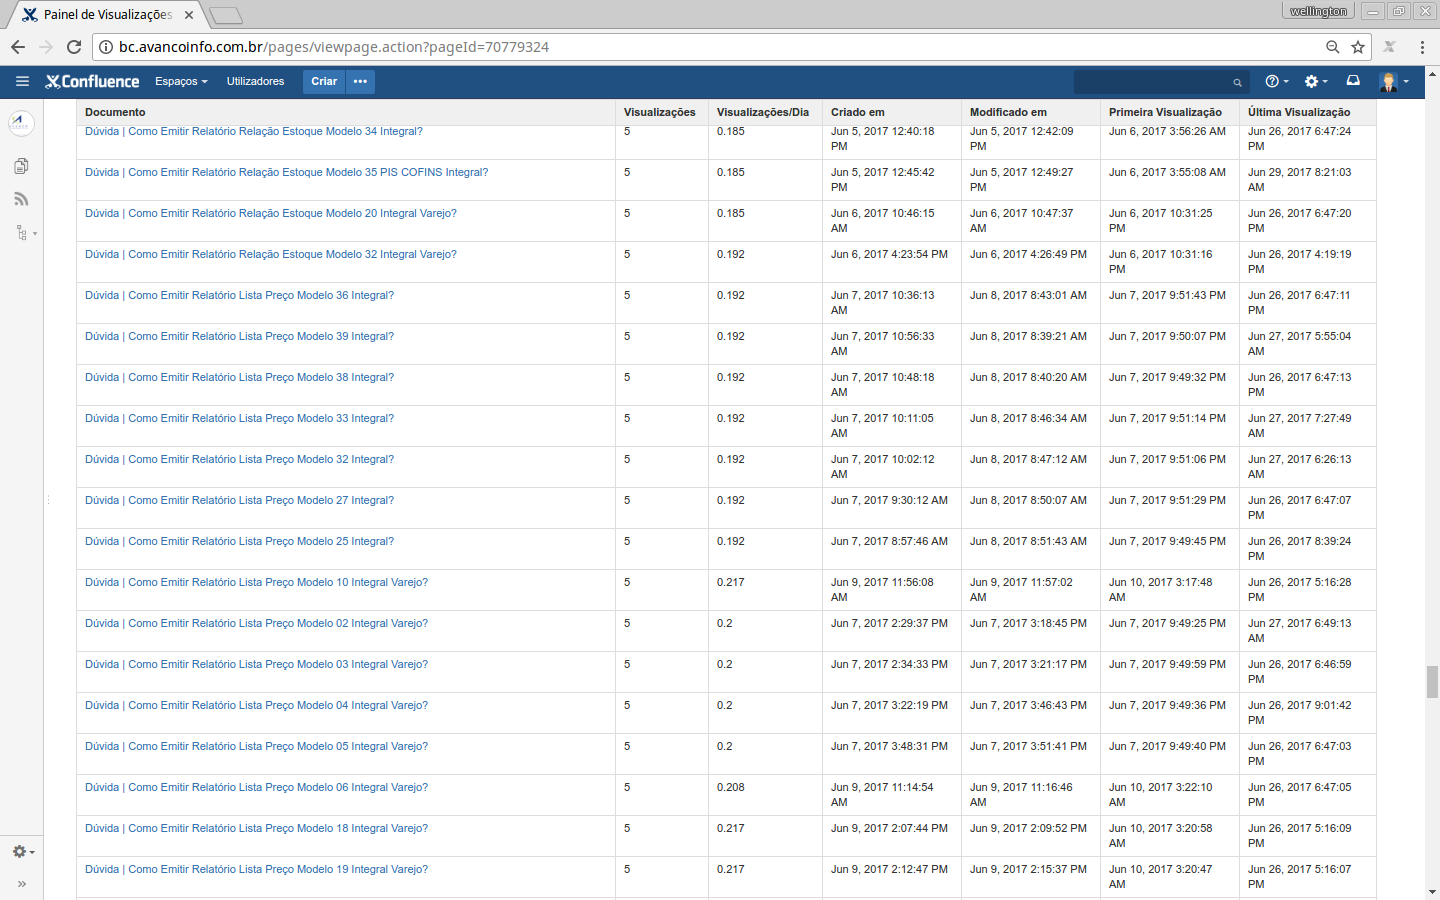 Painel de Visualizações
wellington
bc.avancoinfo.com.br/pages/viewpage.action?pageId=70779324
Confluence Espaços Utilizadores Criar
Documento Visualizações Visualizações/Dia Criado em Modificado em Primeira Visualização Última Visualização
Dúvida | Como Emitir Relatório Relação Estoque Modelo 34 Integral? 5 0.185 Jun 5, 2017 12:40:18 PM Jun 5, 2017 12:42:09 PM Jun 6, 2017 3:56:26 AM Jun 26, 2017 6:47:24 PM
Dúvida | Como Emitir Relatório Relação Estoque Modelo 35 PIS COFINS Integral? 5 0.185 Jun 5, 2017 12:45:42 PM Jun 5, 2017 12:49:27 PM Jun 6, 2017 3:55:08 AM Jun 29, 2017 8:21:03 AM
Dúvida | Como Emitir Relatório Relação Estoque Modelo 20 Integral Varejo? 5 0.185 Jun 6, 2017 10:46:15 AM Jun 6, 2017 10:47:37 AM Jun 6, 2017 10:31:25 PM Jun 26, 2017 6:47:20 PM
Dúvida | Como Emitir Relatório Relação Estoque Modelo 32 Integral Varejo? 5 0.192 Jun 6, 2017 4:23:54 PM Jun 6, 2017 4:26:49 PM Jun 6, 2017 10:31:16 PM Jun 26, 2017 4:19:19 PM
Dúvida | Como Emitir Relatório Lista Preço Modelo 36 Integral? 5 0.192 Jun 7, 2017 10:36:13 AM Jun 8, 2017 8:43:01 AM Jun 7, 2017 9:51:43 PM Jun 26, 2017 6:47:11 PM
Dúvida | Como Emitir Relatório Lista Preço Modelo 39 Integral? 5 0.192 Jun 7, 2017 10:56:33 AM Jun 8, 2017 8:39:21 AM Jun 7, 2017 9:50:07 PM Jun 27, 2017 5:55:04 AM
Dúvida | Como Emitir Relatório Lista Preço Modelo 38 Integral? 5 0.192 Jun 7, 2017 10:48:18 AM Jun 8, 2017 8:40:20 AM Jun 7, 2017 9:49:32 PM Jun 26, 2017 6:47:13 PM
Dúvida | Como Emitir Relatório Lista Preço Modelo 33 Integral? 5 0.192 Jun 7, 2017 10:11:05 AM Jun 8, 2017 8:46:34 AM Jun 7, 2017 9:51:14 PM Jun 27, 2017 7:27:49 AM
Dúvida | Como Emitir Relatório Lista Preço Modelo 32 Integral? 5 0.192 Jun 7, 2017 10:02:12 AM Jun 8, 2017 8:47:12 AM Jun 7, 2017 9:51:06 PM Jun 27, 2017 6:26:13 AM
Dúvida | Como Emitir Relatório Lista Preço Modelo 27 Integral? 5 0.192 Jun 7, 2017 9:30:12 AM Jun 8, 2017 8:50:07 AM Jun 7, 2017 9:51:29 PM Jun 26, 2017 6:47:07 PM
Dúvida | Como Emitir Relatório Lista Preço Modelo 25 Integral? 5 0.192 Jun 7, 2017 8:57:46 AM Jun 8, 2017 8:51:43 AM Jun 7, 2017 9:49:45 PM Jun 26, 2017 8:39:24 PM
Dúvida | Como Emitir Relatório Lista Preço Modelo 10 Integral Varejo? 5 0.217 Jun 9, 2017 11:56:08 AM Jun 9, 2017 11:57:02 AM Jun 10, 2017 3:17:48 AM Jun 26, 2017 5:16:28 PM
Dúvida | Como Emitir Relatório Lista Preço Modelo 02 Integral Varejo? 5 0.2 Jun 7, 2017 2:29:37 PM Jun 7, 2017 3:18:45 PM Jun 7, 2017 9:49:25 PM Jun 27, 2017 6:49:13 AM
Dúvida | Como Emitir Relatório Lista Preço Modelo 03 Integral Varejo? 5 0.2 Jun 7, 2017 2:34:33 PM Jun 7, 2017 3:21:17 PM Jun 7, 2017 9:49:59 PM Jun 26, 2017 6:46:59 PM
Dúvida | Como Emitir Relatório Lista Preço Modelo 04 Integral Varejo? 5 0.2 Jun 7, 2017 3:22:19 PM Jun 7, 2017 3:46:43 PM Jun 7, 2017 9:49:36 PM Jun 26, 2017 9:01:42 PM
Dúvida | Como Emitir Relatório Lista Preço Modelo 05 Integral Varejo? 5 0.2 Jun 7, 2017 3:48:31 PM Jun 7, 2017 3:51:41 PM Jun 7, 2017 9:49:40 PM Jun 26, 2017 6:47:03 PM
Dúvida | Como Emitir Relatório Lista Preço Modelo 06 Integral Varejo? 5 0.208 Jun 9, 2017 11:14:54 AM Jun 9, 2017 11:16:46 AM Jun 10, 2017 3:22:10 AM Jun 26, 2017 6:47:05 PM
Dúvida | Como Emitir Relatório Lista Preço Modelo 18 Integral Varejo? 5 0.217 Jun 9, 2017 2:07:44 PM Jun 9, 2017 2:09:52 PM Jun 10, 2017 3:20:58 AM Jun 26, 2017 5:16:09 PM
Dúvida | Como Emitir Relatório Lista Preço Modelo 19 Integral Varejo? 5 0.217 Jun 9, 2017 2:12:47 PM Jun 9, 2017 2:15:37 PM Jun 10, 2017 3:20:47 AM Jun 26, 2017 5:16:07 PM